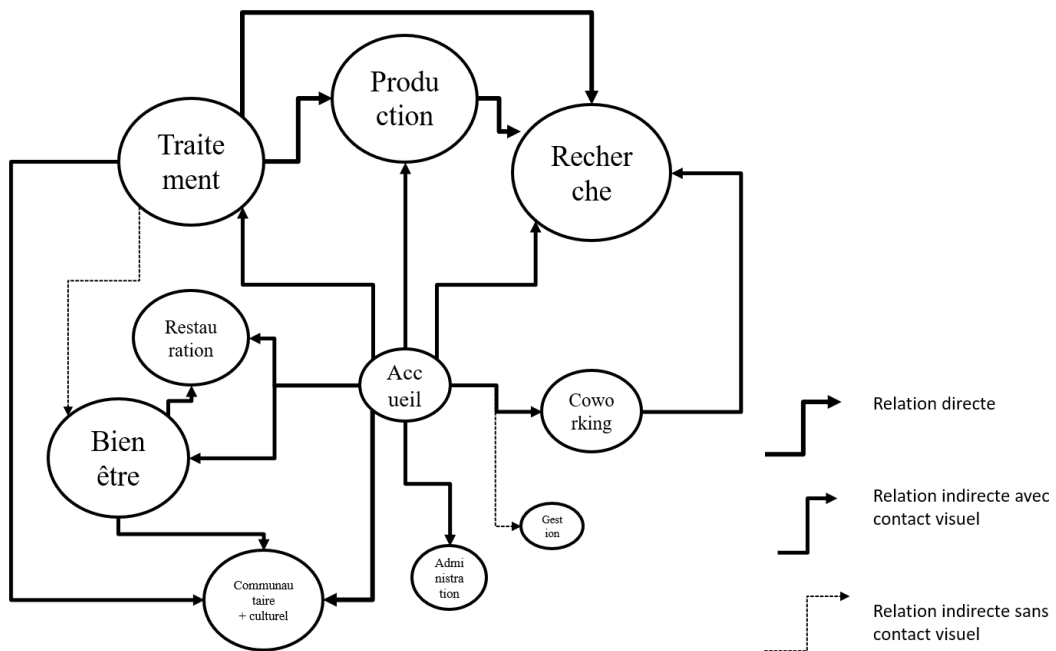 Produ
ction
Traite
ment
Recher
che
Restau
ration
Acc
ueil
Cowo
rking
Bien
être
Gest
ion
Admi
nistra
tion
Communau
taire
+ culturel
Relation directe
Relation indirecte avec
contact visuel
Relation indirecte sans
contact visuel